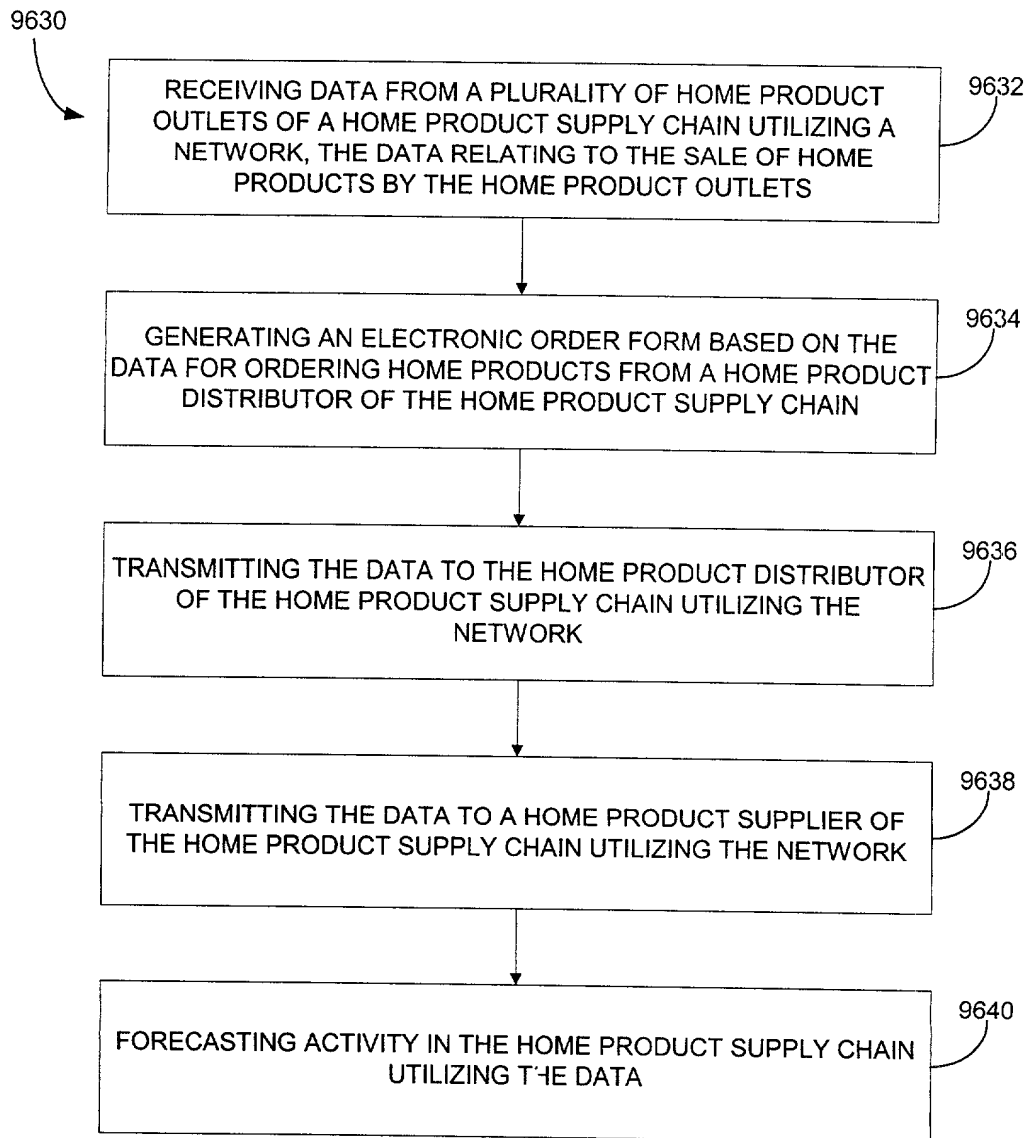 9630
RECEIVING DATA FROM A PLURALITY OF HOME PRODUCT
OUTLETS OF A HOME PRODUCT SUPPLY CHAIN UTILIZING A
NETWORK, THE DATA RELATING TO THE SALE OF HOME
PRODUCTS BY THE HOME PRODUCT OUTLETS
9632
GENERATING AN ELECTRONIC ORDER FORM BASED ON THE
DATA FOR ORDERING HOME PRODUCTS FROM A HOME PRODUCT
DISTRIBUTOR OF THE HOME PRODUCT SUPPLY CHAIN
9634
TRANSMITTING THE DATA TO THE HOME PRODUCT DISTRIBUTOR
OF THE HOME PRODUCT SUPPLY CHAIN UTILIZING THE
NETWORK
9636
TRANSMITTING THE DATA TO A HOME PRODUCT SUPPLIER OF
THE HOME PRODUCT SUPPLY CHAIN UTILIZING THE NETWORK
9638
FORECASTING ACTIVITY IN THE HOME PRODUCT SUPPLY CHAIN
UTILIZING THE DATA
9640